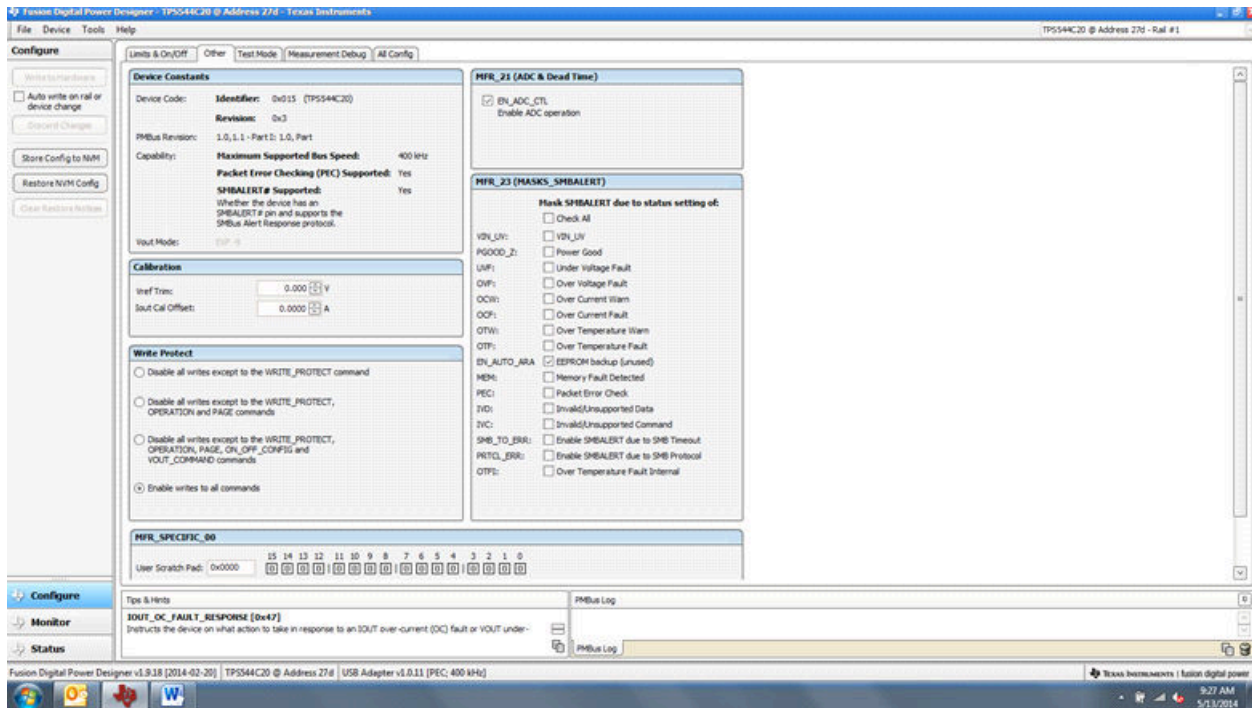 Fusion Digital Power Designer - TPS544C20 @ Address 27d - Texas Instruments
File Device Tools Help
TPS544C20 @ Address 27d - Rail #1
Configure
Write to Hardware
Auto write on rail or
device change
Discard Changes
Store Config to NVM
Restore NVM Config
Limits & On/Off Other Test Mode Measurement Debug All Config
Device Constants
Device Code: Identifier: 0x015 (TPS544C20)
Revision: 0x3
PMBus Revision: 1.0,1.1 - Part I: 1.0, Part
Capability: Maximum Supported Bus Speed: 400 kHz
Packet Error Checking (PEC) Supported: Yes
SMBALERT# Supported: Yes
Whether the device has an
SMBALERT# pin and supports the
SMBus Alert Response protocol.
Vout Mode: EXP -9
Calibration
Vref Trim: 0.000 V
Iout Cal Offset: 0.0000 A
Write Protect
Disable all writes except to the WRITE_PROTECT command
Disable all writes except to the WRITE_PROTECT,
OPERATION and PAGE commands
Disable all writes except to the WRITE_PROTECT,
OPERATION, PAGE, ON_OFF_CONFIG and
VOUT_COMMAND commands
Enable writes to all commands
MFR_21 (ADC & Dead Time)
EN_ADC_CTL
Enable ADC operation
MFR_23 (MASKS_SMBALERT)
Mask SMBALERT due to status setting of:
Check All
VIN_UV: VIN_UV
PGOOD_Z: Power Good
UVF: Under Voltage Fault
OVF: Over Voltage Fault
OCW: Over Current Warn
OCF: Over Current Fault
OTW: Over Temperature Warn
OTF: Over Temperature Fault
EN_AUTO_ARA EEPROM backup (unused)
MEM: Memory Fault Detected
PEC: Packet Error Check
IVD: Invalid/Unsupported Data
IVC: Invalid/Unsupported Command
SMB_TO_ERR: Enable SMBALERT due to SMB Timeout
PRTCL_ERR: Enable SMBALERT due to SMB Protocol
OTFI: Over Temperature Fault Internal
MFR_SPECIFIC_00
15 14 13 12 11 10 9 8 7 6 5 4 3 2 1 0
User Scratch Pad: 0x0000 0 0 0 0 0 0 0 0 0 0 0 0 0 0 0 0
Configure
Monitor
Status
Tips & Hints
IOUT_OC_FAULT_RESPONSE [0x47]
Instructs the device on what action to take in response to an IOUT over-current (OC) fault or VOUT under-
PMBus Log
PMBus Log
Fusion Digital Power Designer v1.9.18 [2014-02-20] TPS544C20 @ Address 27d USB Adapter v1.0.11 [PEC; 400 kHz]
TEXAS INSTRUMENTS | fusion digital power
9:27 AM
5/13/2014